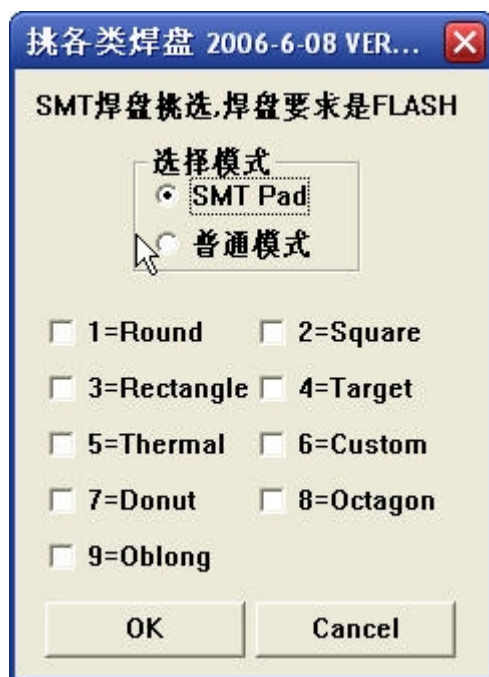 挑各类焊盘 2006-6-08 VER...
SMT焊盘挑选,焊盘要求是FLASH
选择模式
SMT Pad
普通模式
1=Round 2=Square
3=Rectangle 4=Target
5=Thermal 6=Custom
7=Donut 8=Octagon
9=Oblong
OK Cancel